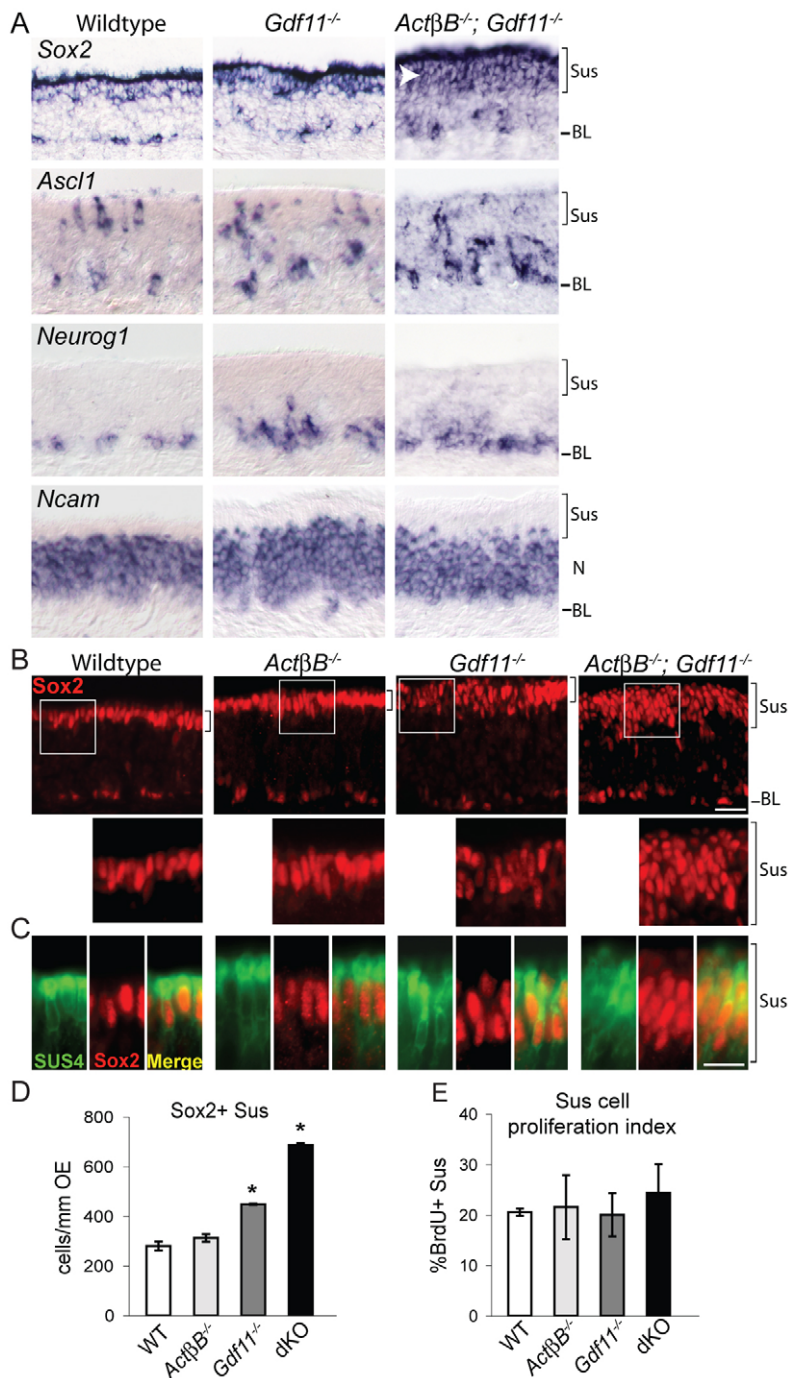 A
Wildtype Gdf11-/- ActβB-/-; Gdf11-/-
Sox2
Sus
BL
Ascl1
Sus
BL
Neurog1
Sus
BL
Ncam
Sus
N
BL
B
Wildtype ActβB-/- Gdf11-/- ActβB-/-; Gdf11-/-
Sox2
Sus
BL
Sus
C
Sus
SUS4 Sox2 Merge
D
Sox2+ Sus
cells/mm OE
800
600
400
200
0
* *
WT ActβB-/- Gdf11-/- dKO
E
Sus cell
proliferation index
%BrdU+ Sus
40
30
20
10
0
WT ActβB-/- Gdf11-/- dKO